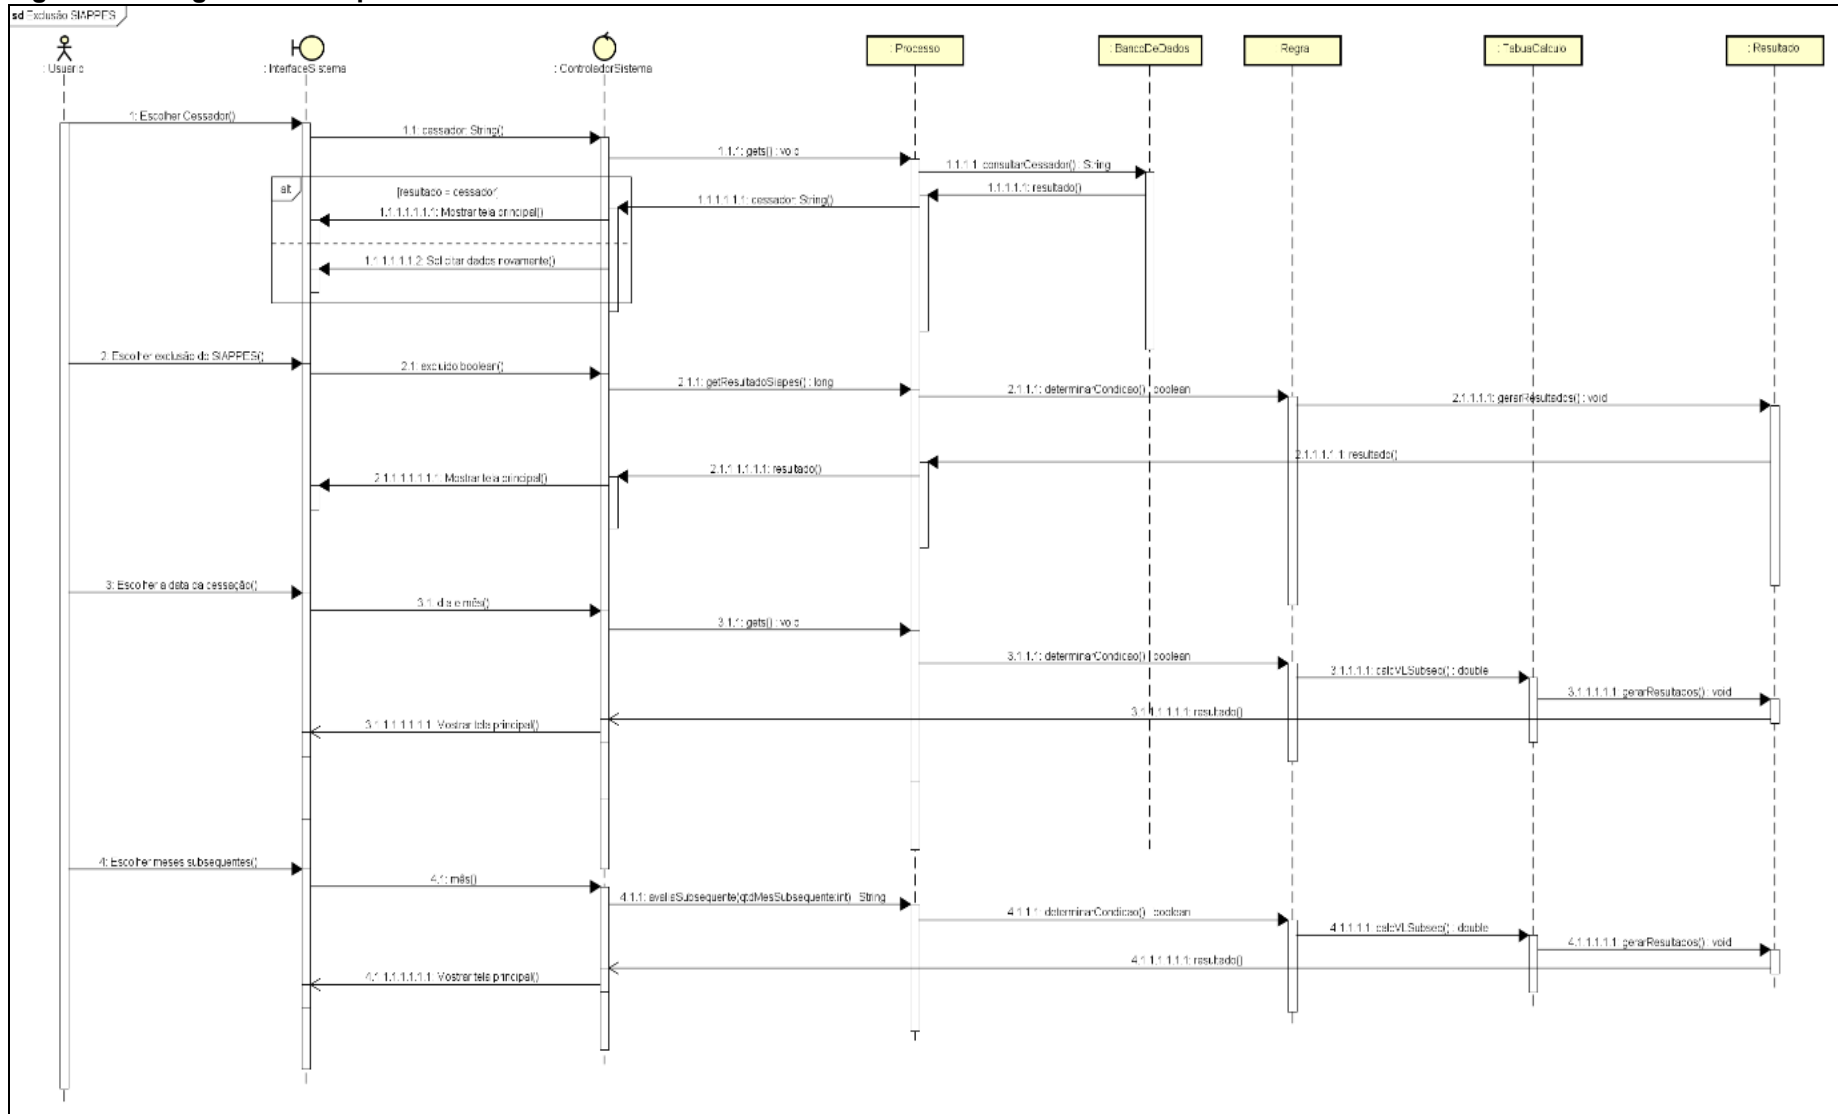 sd Exclusão SIAPPES
: Usuario
: InterfaceSistema
: ControladorSistema
: Processo
: BancoDeDados
Regra
: TabuaCalculo
: Resultado
1: Escolher Cessador()
1.1: cessador: String()
1.1.1: gets() : void
1.1.1.1: consultarCessador() : String
1.1.1.1.1: resultado()
1.1.1.1.1.1: cessador: String()
alt
[resultado = cessador]
1.1.1.1.1.1.1: Mostrar tela principal()
1.1.1.1.1.1.2: Solicitar dados novamente()
2: Escolher exclusão do SIAPPES()
2.1: excluido boolean()
2.1.1: getResultadoSiapes() : long
2.1.1.1: determinarCondicao() : boolean
2.1.1.1.1: gerarResultados() : void
2.1.1.1.1.1: resultado()
2.1.1.1.1.1.1: resultado()
2.1.1.1.1.1.1.1: Mostrar tela principal()
3: Escolher a data da cessação()
3.1: dia e mês()
3.1.1: gets() : void
3.1.1.1: determinarCondicao() : boolean
3.1.1.1.1: calcVLSubsec() : double
3.1.1.1.1.1: gerarResultados() : void
3.1.1.1.1.1.1: resultado()
3.1.1.1.1.1.1.1: Mostrar tela principal()
4: Escolher meses subsequentes()
4.1: mês()
4.1.1: avaliaSubsequente(qtdMesSubsequente:int) : String
4.1.1.1: determinarCondicao() : boolean
4.1.1.1.1: calcVLSubsec() : double
4.1.1.1.1.1: gerarResultados() : void
4.1.1.1.1.1.1: resultado()
4.1.1.1.1.1.1.1: Mostrar tela principal()